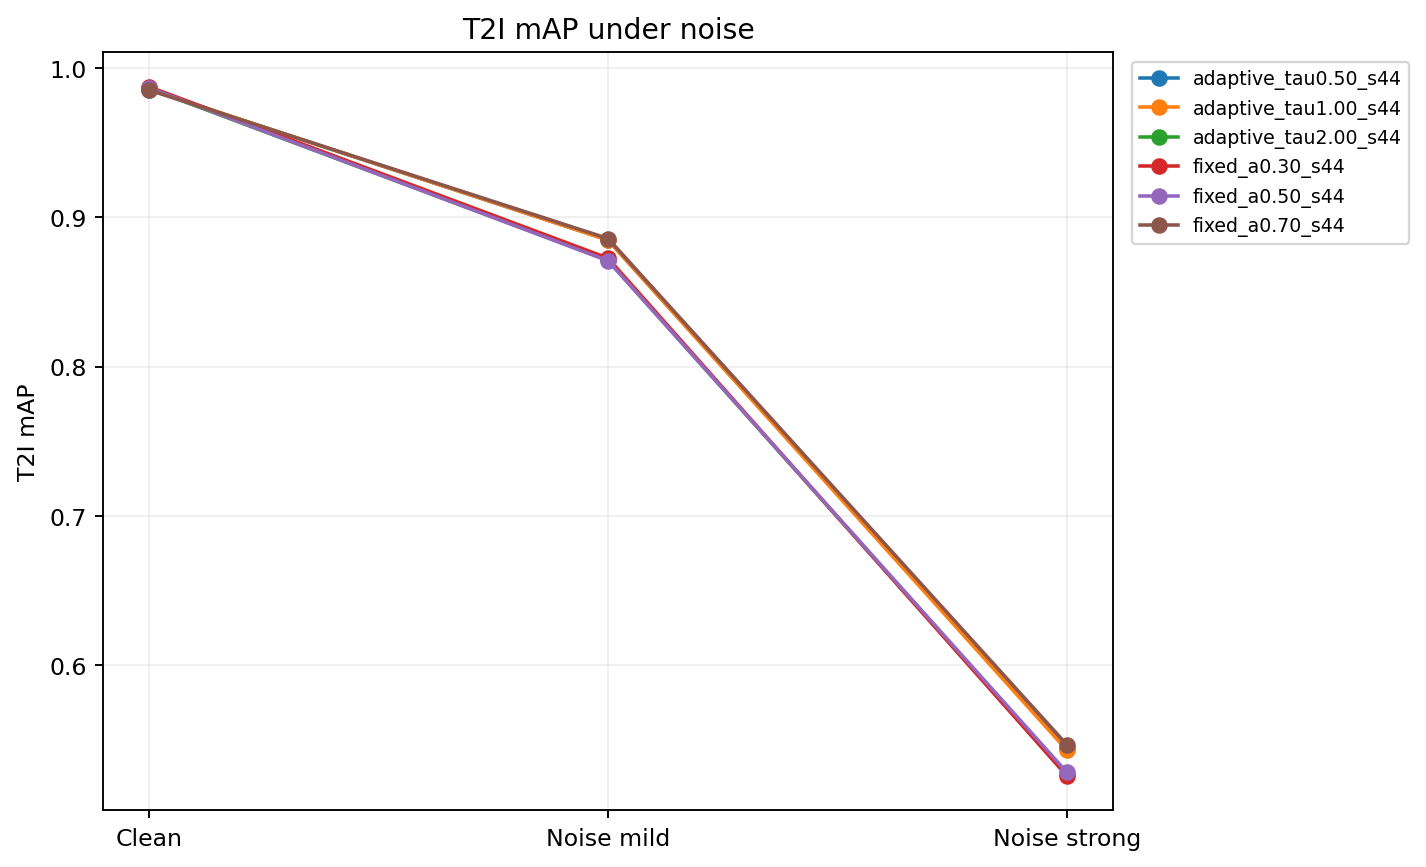 T2I mAP under noise
T2I mAP
1.0
0.9
0.8
0.7
0.6
Clean
Noise mild
Noise strong
adaptive_tau0.50_s44
adaptive_tau1.00_s44
adaptive_tau2.00_s44
fixed_a0.30_s44
fixed_a0.50_s44
fixed_a0.70_s44